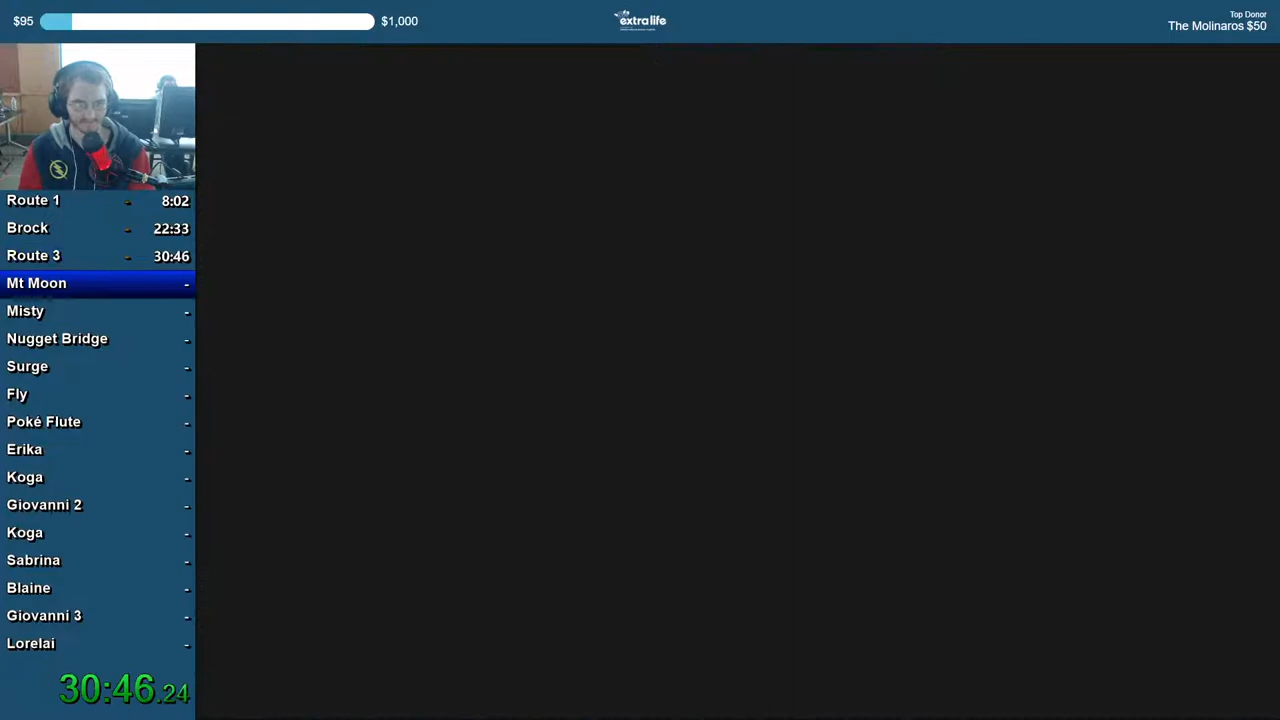 $95
$1,000
extralife
Top Donor
The Molinaros $50
Route 1 - 8:02
Brock - 22:33
Route 3 - 30:46
Mt Moon -
Misty -
Nugget Bridge -
Surge -
Fly -
Poké Flute -
Erika -
Koga -
Giovanni 2 -
Koga -
Sabrina -
Blaine -
Giovanni 3 -
Lorelai -
30:46.24